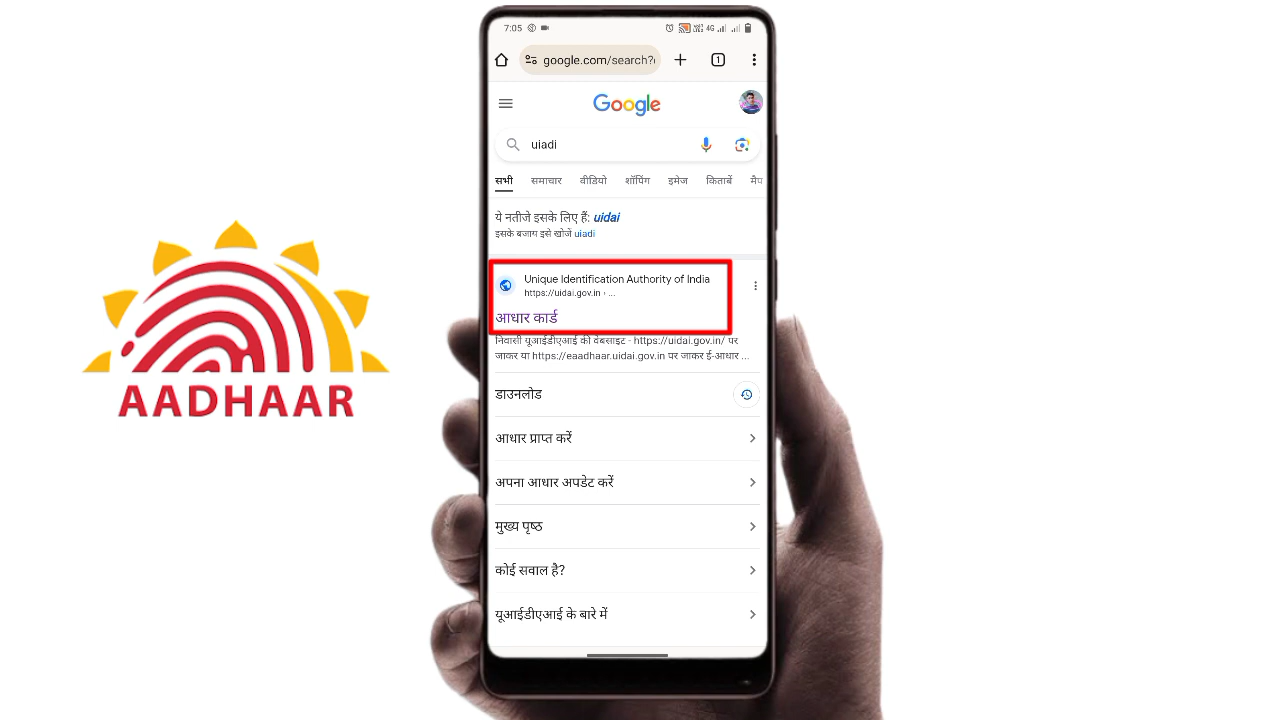 AADHAAR
7:05
4G
google.com/search?
1
Google
uiadi
सभी समाचार वीडियो शॉपिंग इमेज किताबें मैप
ये नतीजे इसके लिए हैं: uidai
इसके बजाय इसे खोजें uiadi
Unique Identification Authority of India
https://uidai.gov.in › ...
आधार कार्ड
निवासी यूआईडीएआई की वेबसाइट - https://uidai.gov.in/ पर
जाकर या https://eaadhaar.uidai.gov.in पर जाकर ई-आधार ...
डाउनलोड
आधार प्राप्त करें
अपना आधार अपडेट करें
मुख्य पृष्ठ
कोई सवाल है?
यूआईडीएआई के बारे में